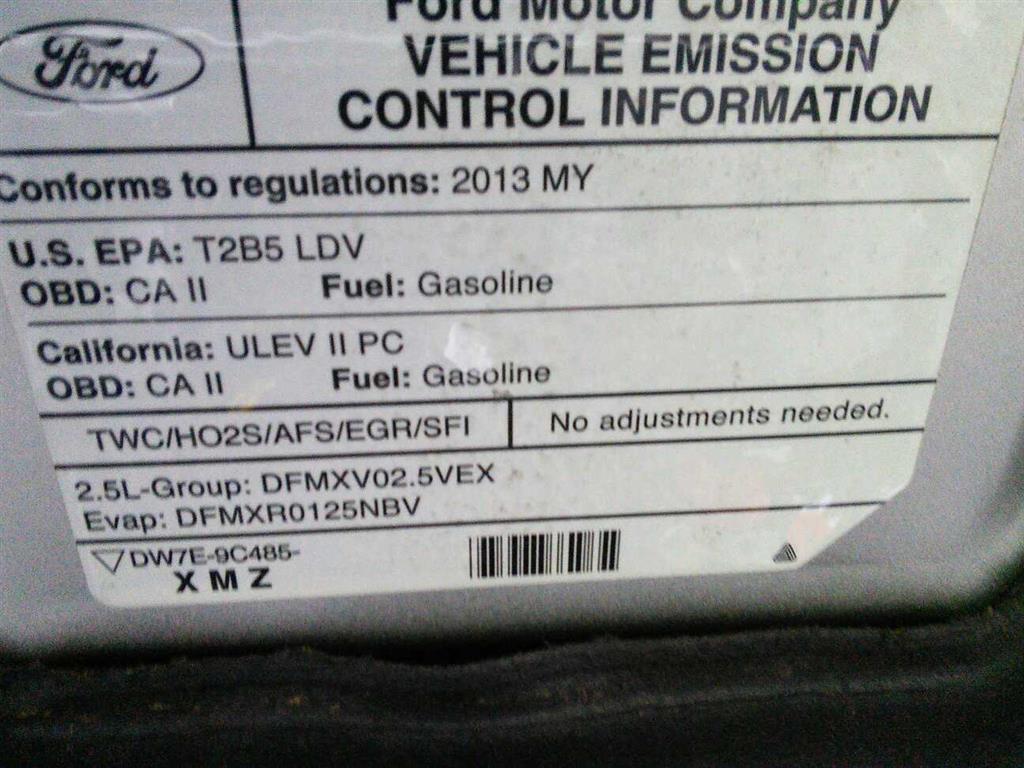 Ford
Ford Motor Company
VEHICLE EMISSION
CONTROL INFORMATION
Conforms to regulations: 2013 MY
U.S. EPA: T2B5 LDV
OBD: CA II Fuel: Gasoline
California: ULEV II PC
OBD: CA II Fuel: Gasoline
TWC/HO2S/AFS/EGR/SFI No adjustments needed.
2.5L-Group: DFMXV02.5VEX
Evap: DFMXR0125NBV
DW7E-9C485-
X M Z